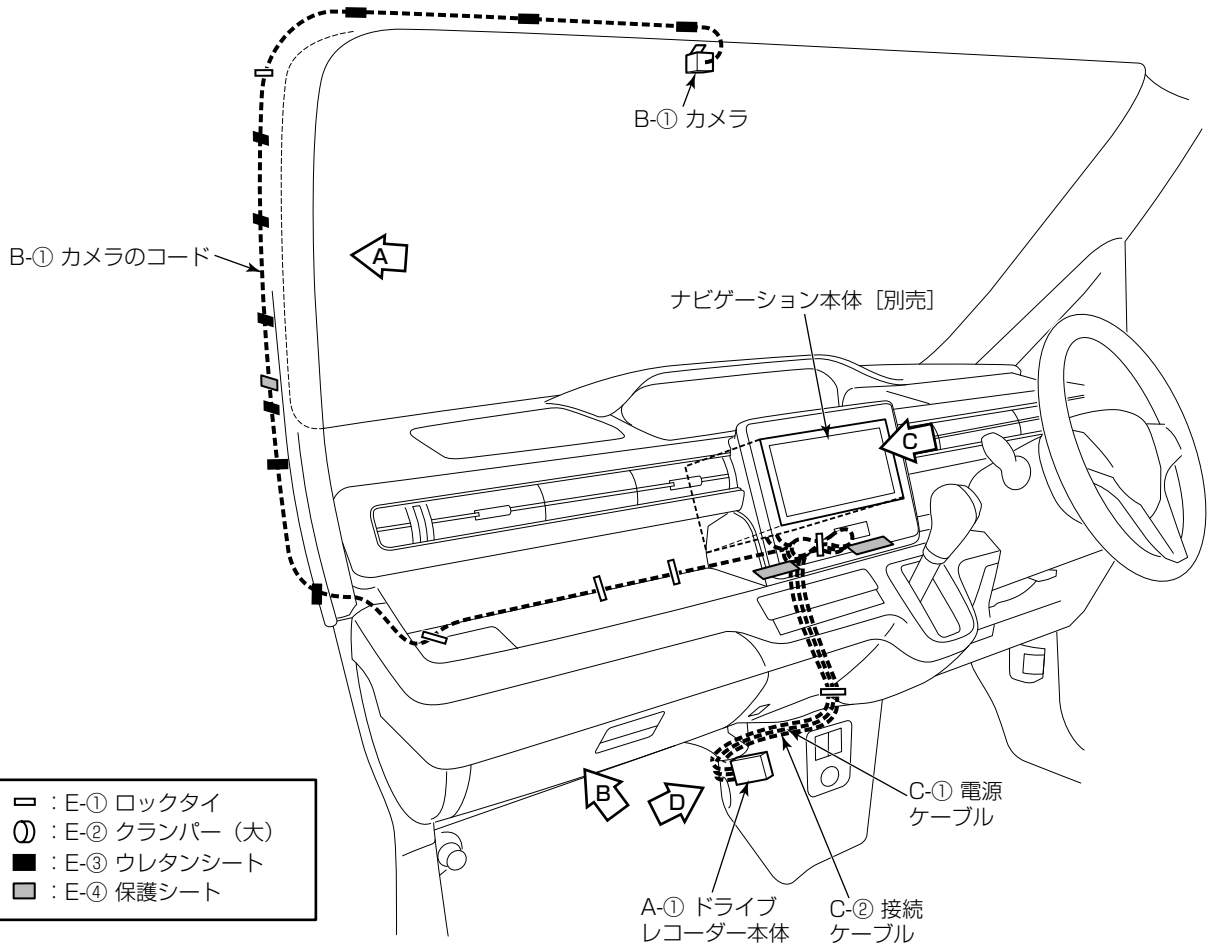 B-① カメラ
B-① カメラのコード
A
ナビゲーション本体［別売］
C
B
D
C-① 電源
ケーブル
A-① ドライブ
レコーダー本体
C-② 接続
ケーブル
：E-① ロックタイ
：E-② クランパー（大）
：E-③ ウレタンシート
：E-④ 保護シート